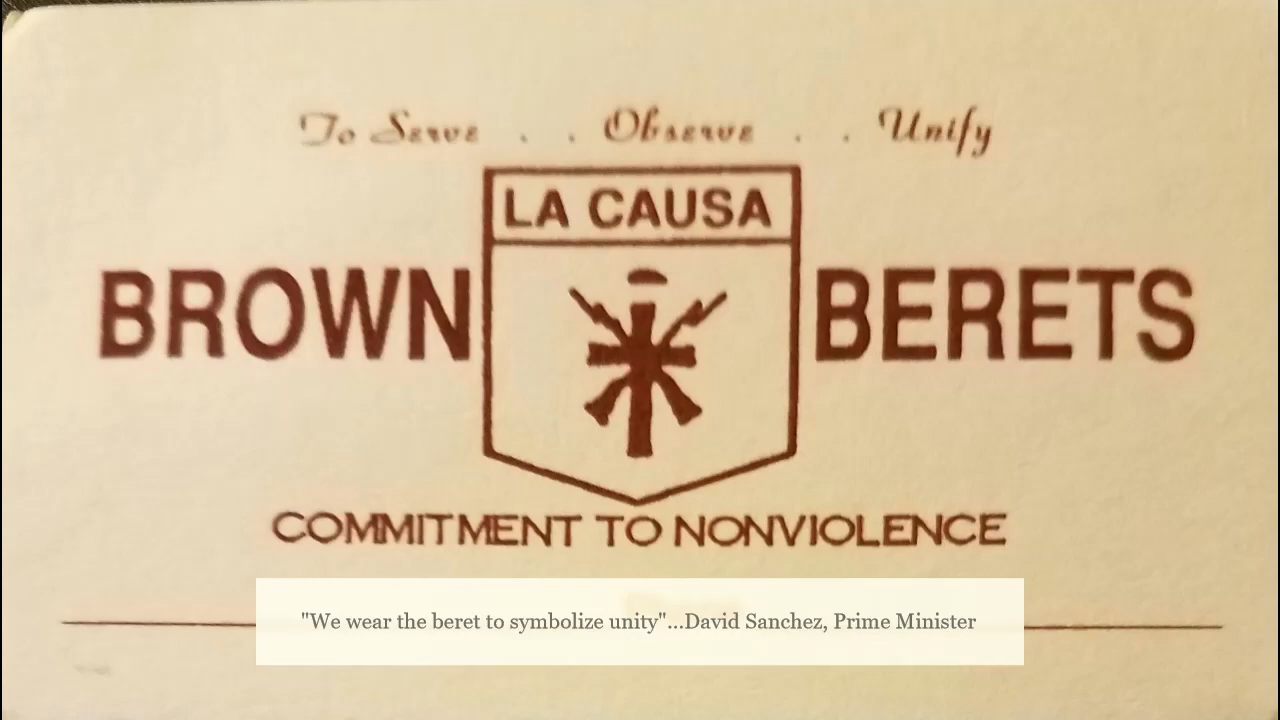 To Serve . . Observe . . Unify
LA CAUSA
BROWN BERETS
COMMITMENT TO NONVIOLENCE
"We wear the beret to symbolize unity"...David Sanchez, Prime Minister